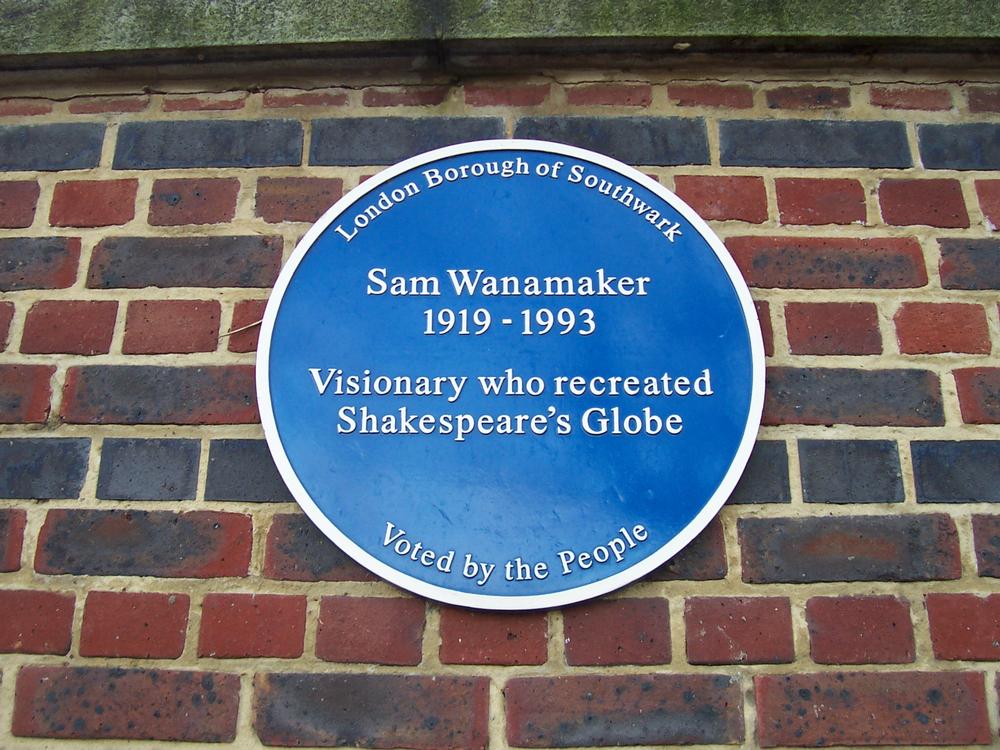 London Borough of Southwark
Sam Wanamaker
1919 - 1993
Visionary who recreated
Shakespeare's Globe
Voted by the People